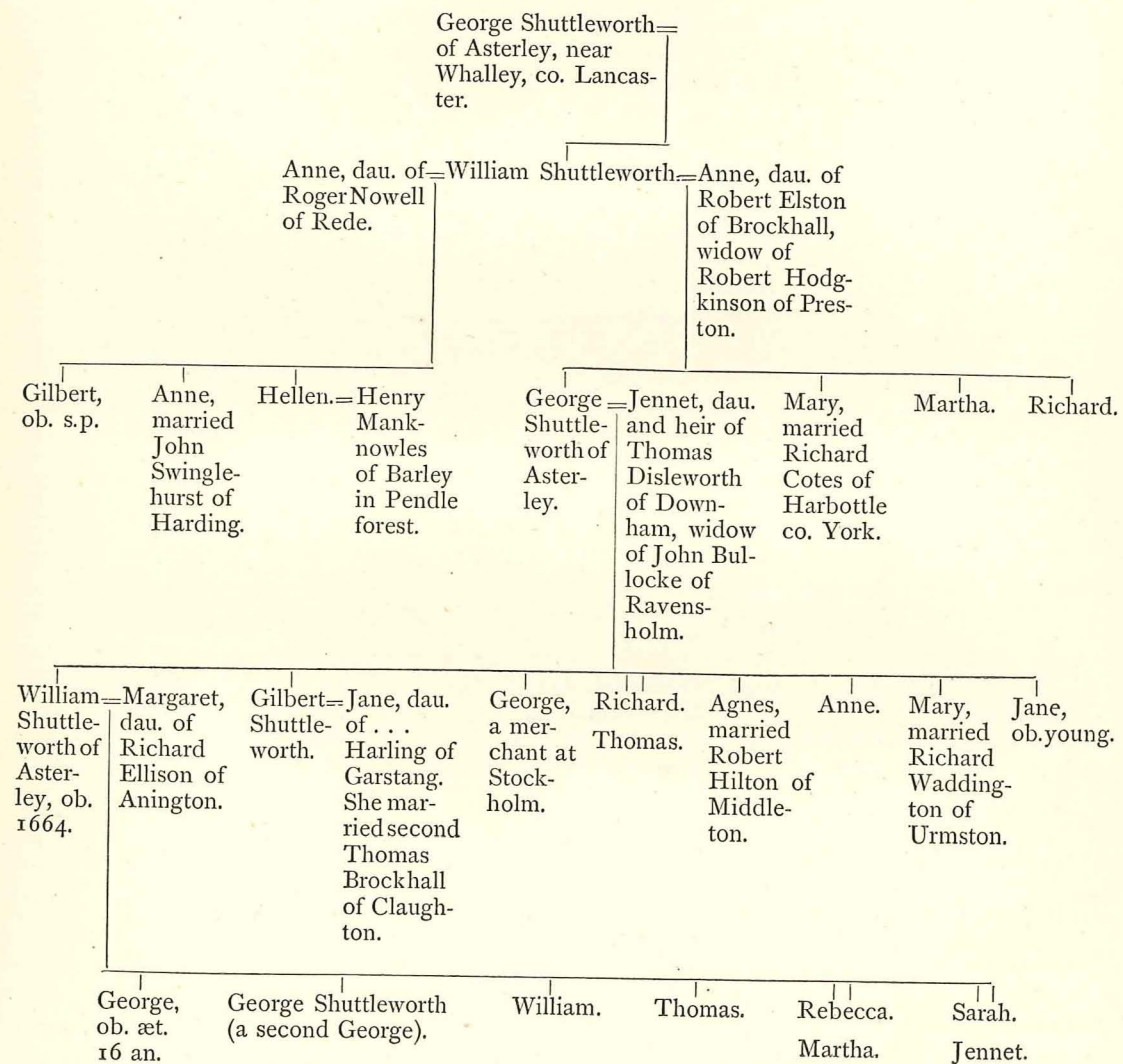 George Shuttleworth=
of Asterley, near
Whalley, co. Lancas-
ter.
Anne, dau. of=
Roger Nowell
of Rede.
William Shuttleworth=
Anne, dau. of
Robert Elston
of Brockhall,
widow of
Robert Hodg-
kinson of Pres-
ton.
Gilbert,
ob. s.p.
Anne,
married
John
Swingle-
hurst of
Harding.
Hellen.=
Henry
Mank-
nowles
of Barley
in Pendle
forest.
George
Shuttle-
worth of
Aster-
ley.
=Jennet, dau.
and heir of
Thomas
Disleworth
of Down-
ham, widow
of John Bul-
locke of
Ravens-
holm.
Mary,
married
Richard
Cotes of
Harbottle
co. York.
Martha.
Richard.
William=
Shuttle-
worth of
Aster-
ley, ob.
1664.
Margaret,
dau. of
Richard
Ellison of
Anington.
Gilbert=
Shuttle-
worth.
Jane, dau.
of . . .
Harling of
Garstang.
She mar-
ried second
Thomas
Brockhall
of Claugh-
ton.
George,
a mer-
chant at
Stock-
holm.
Richard.
Thomas.
Agnes,
married
Robert
Hilton of
Middle-
ton.
Anne.
Mary,
married
Richard
Wadding-
ton of
Urmston.
Jane,
ob. young.
George,
ob. æt.
16 an.
George Shuttleworth
(a second George).
William.
Thomas.
Rebecca.
Martha.
Sarah.
Jennet.